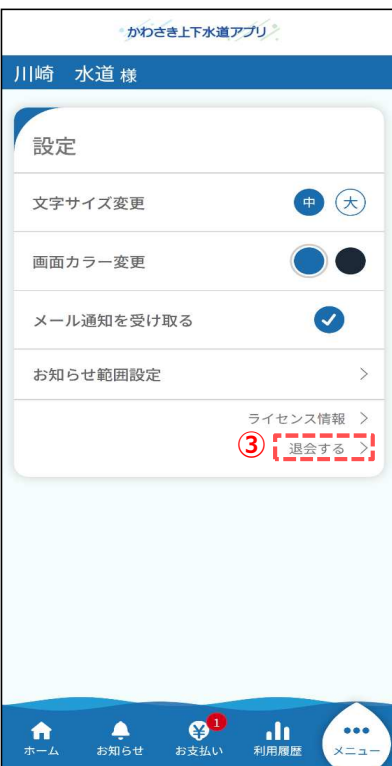 かわさき上下水道アプリ
川崎 水道 様
設定
文字サイズ変更 中 大
画面カラー変更
メール通知を受け取る
お知らせ範囲設定 >
ライセンス情報 >
③ 退会する >
1
ホーム お知らせ お支払い 利用履歴 メニュー